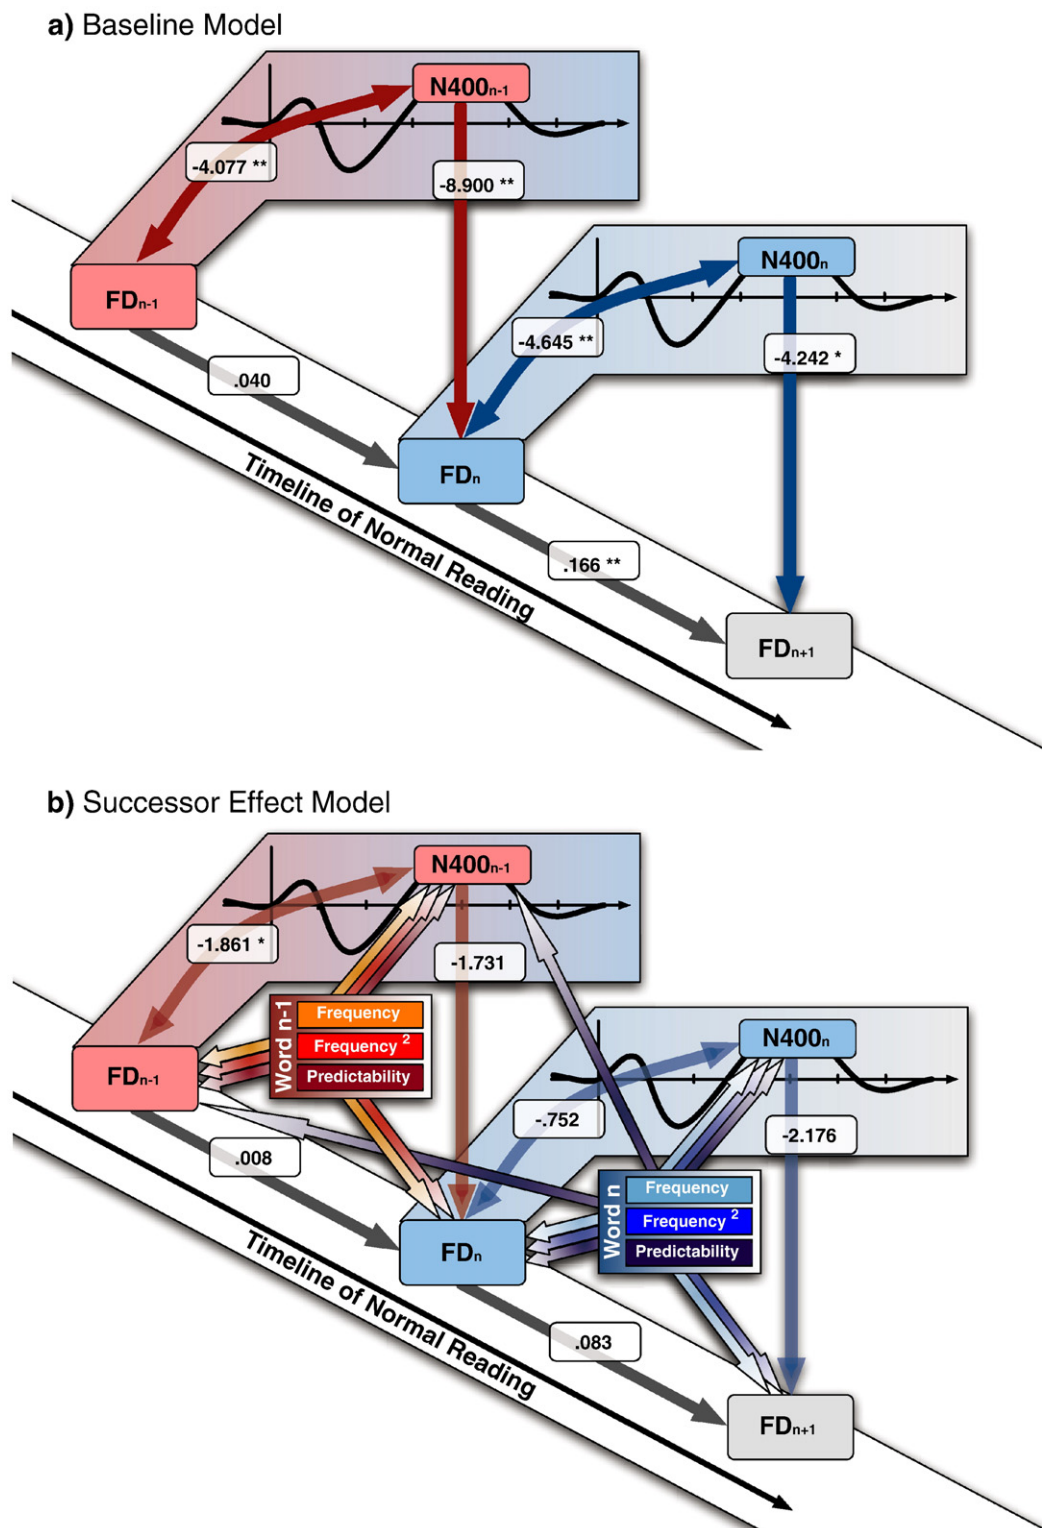 a) Baseline Model
N400n-1
-4.077 **
-8.900 **
N400n
FDn-1
-4.645 **
-4.242 *
.040
FDn
Timeline of Normal Reading
.166 **
FDn+1
b) Successor Effect Model
N400n-1
-1.861 *
-1.731
Word n-1
Frequency
Frequency 2
Predictability
N400n
FDn-1
-.752
-2.176
.008
Word n
Frequency
Frequency 2
Predictability
FDn
Timeline of Normal Reading
.083
FDn+1